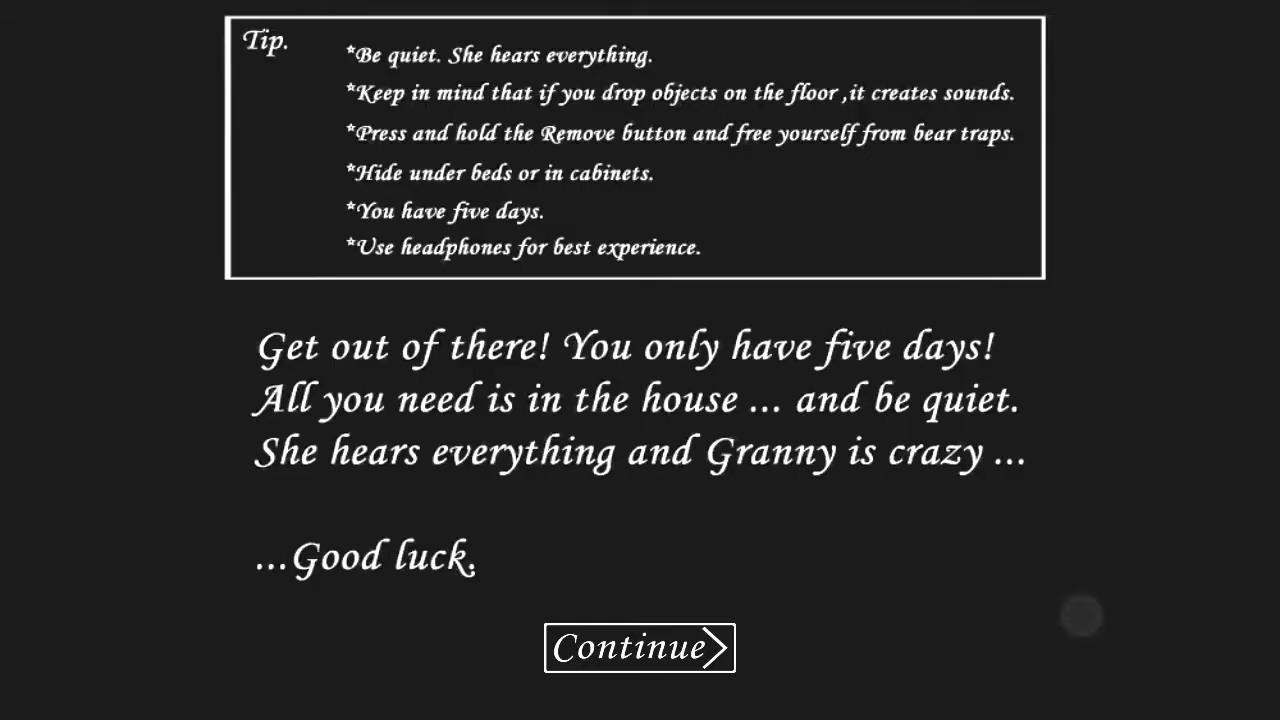 Tip.
*Be quiet. She hears everything.
*Keep in mind that if you drop objects on the floor ,it creates sounds.
*Press and hold the Remove button and free yourself from bear traps.
*Hide under beds or in cabinets.
*You have five days.
*Use headphones for best experience.
Get out of there! You only have five days!
All you need is in the house ... and be quiet.
She hears everything and Granny is crazy ...
...Good luck.
Continue>